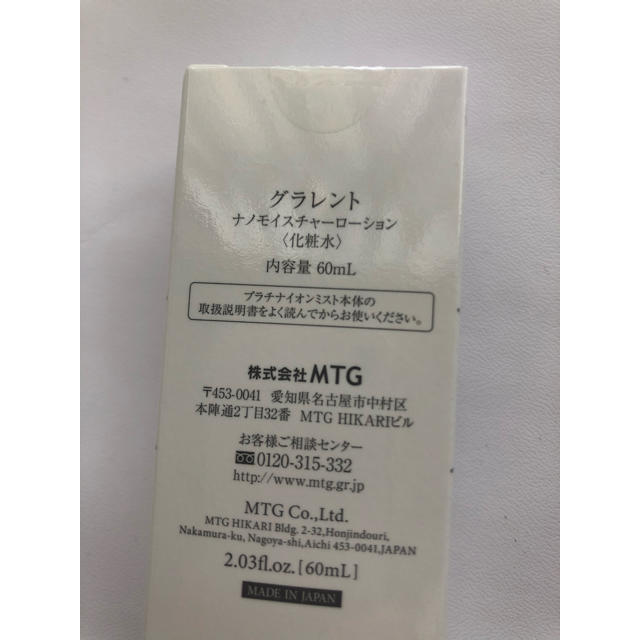 グラレント
ナノモイスチャーローション
〈化粧水〉
内容量 60mL
プラチナイオンミスト本体の
取扱説明書をよく読んでからお使いください。
株式会社 MTG
〒453-0041 愛知県名古屋市中村区
本陣通2丁目32番 MTG HIKARIビル
お客様ご相談センター
0120-315-332
http://www.mtg.gr.jp
MTG Co.,Ltd.
MTG HIKARI Bldg. 2-32,Honjindouri,
Nakamura-ku, Nagoya-shi,Aichi 453-0041,JAPAN
2.03fl.oz. [60mL]
MADE IN JAPAN